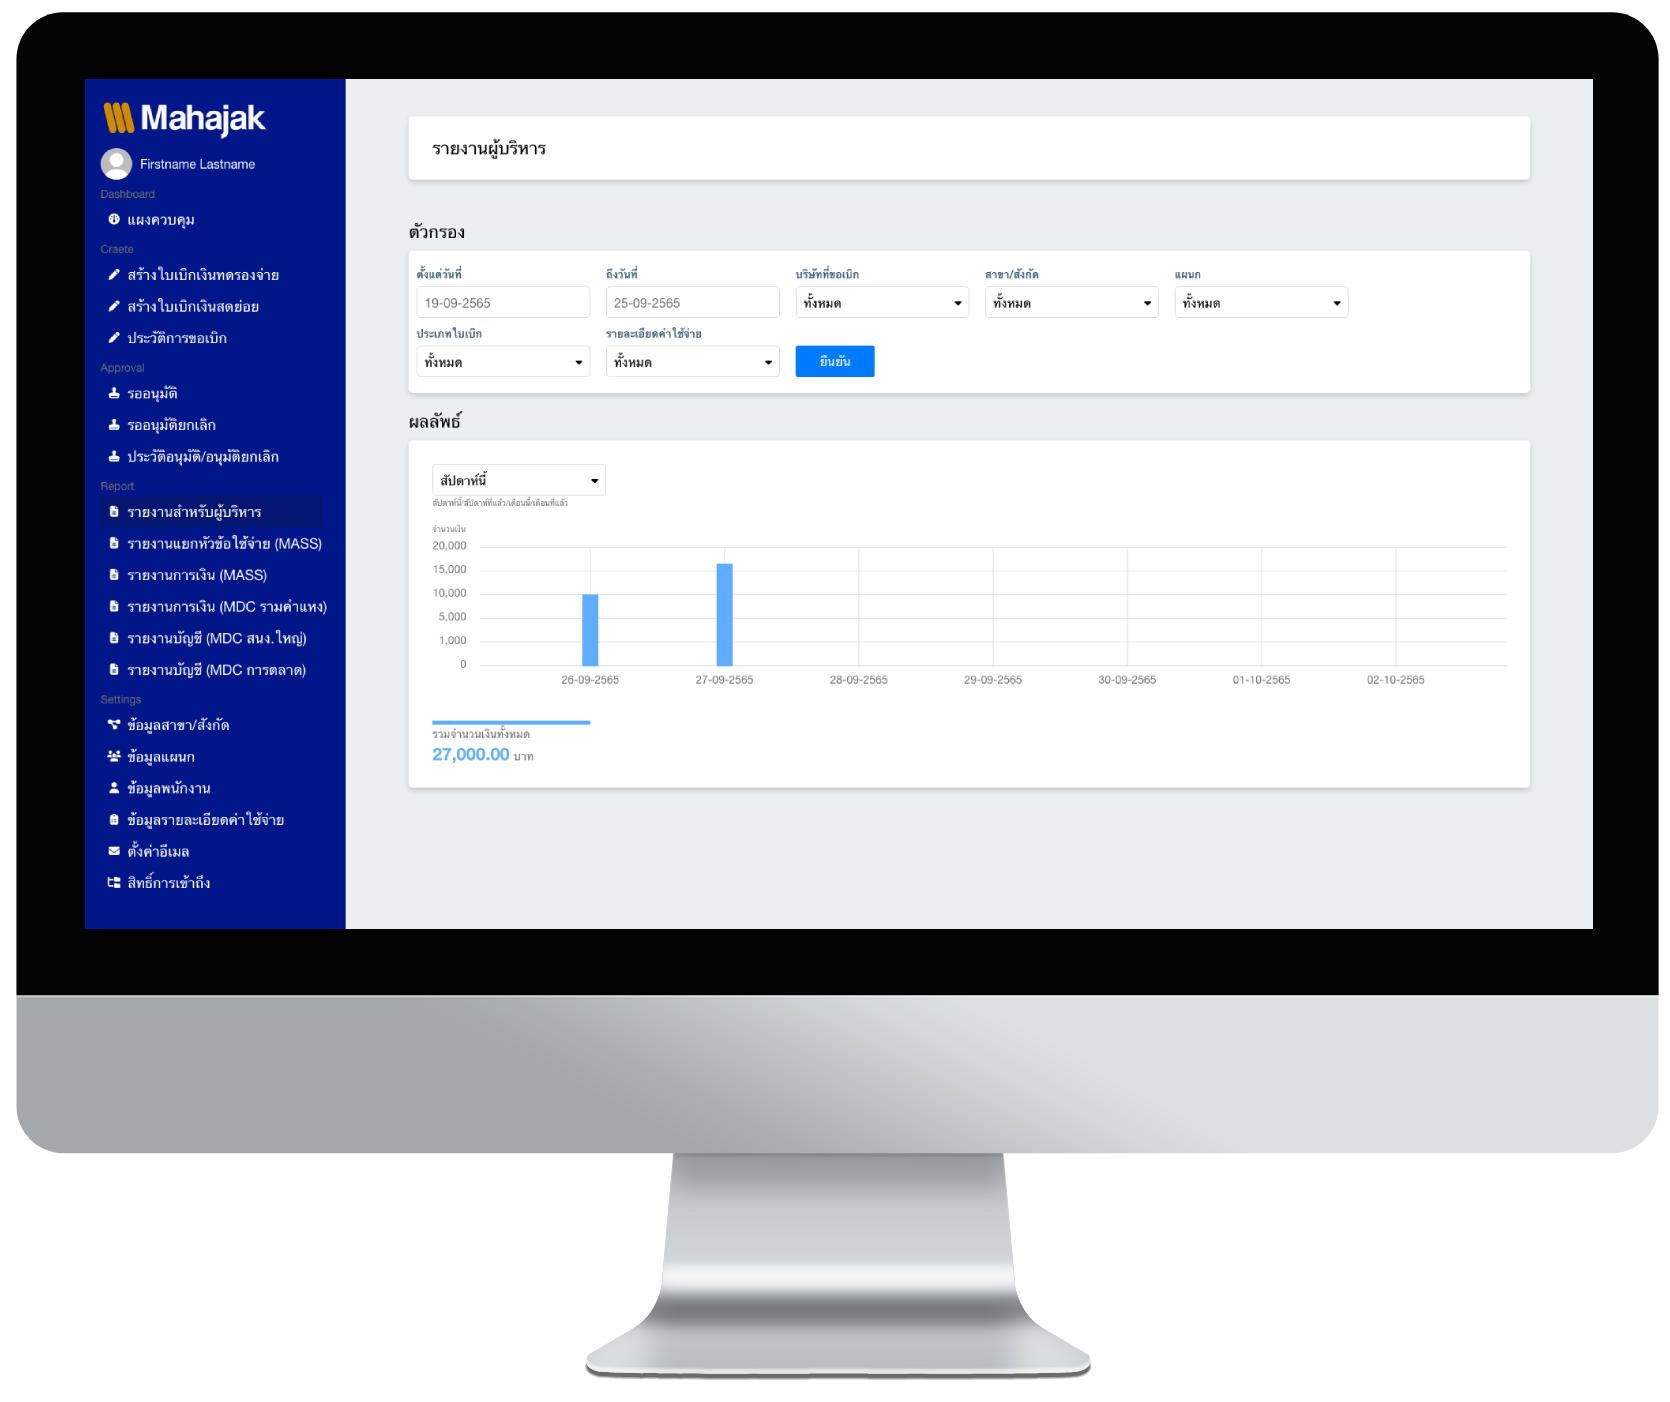 Mahajak
Firstname Lastname
Dashboard
แผงควบคุม
Craete
สร้างใบเบิกเงินทดรองจ่าย
สร้างใบเบิกเงินสดย่อย
ประวัติการขอเบิก
Approval
รออนุมัติ
รออนุมัติยกเลิก
ประวัติอนุมัติ/อนุมัติยกเลิก
Report
รายงานสำหรับผู้บริหาร
รายงานแยกหัวข้อใช้จ่าย (MASS)
รายงานการเงิน (MASS)
รายงานการเงิน (MDC รามคำแหง)
รายงานบัญชี (MDC สนง.ใหญ่)
รายงานบัญชี (MDC การตลาด)
Settings
ข้อมูลสาขา/สังกัด
ข้อมูลแผนก
ข้อมูลพนักงาน
ข้อมูลรายละเอียดค่าใช้จ่าย
ตั้งค่าอีเมล
สิทธิ์การเข้าถึง
รายงานผู้บริหาร
ตัวกรอง
ตั้งแต่วันที่ ถึงวันที่ บริษัทที่ขอเบิก สาขา/สังกัด แผนก
19-09-2565 25-09-2565 ทั้งหมด ทั้งหมด ทั้งหมด
ประเภทใบเบิก รายละเอียดค่าใช้จ่าย
ทั้งหมด ทั้งหมด ยืนยัน
ผลลัพธ์
สัปดาห์นี้
สัปดาห์นี้/สัปดาห์ที่แล้ว/เดือนนี้/เดือนที่แล้ว
จำนวนเงิน
20,000
15,000
10,000
5,000
1,000
0
26-09-2565 27-09-2565 28-09-2565 29-09-2565 30-09-2565 01-10-2565 02-10-2565
รวมจำนวนเงินทั้งหมด
27,000.00 บาท